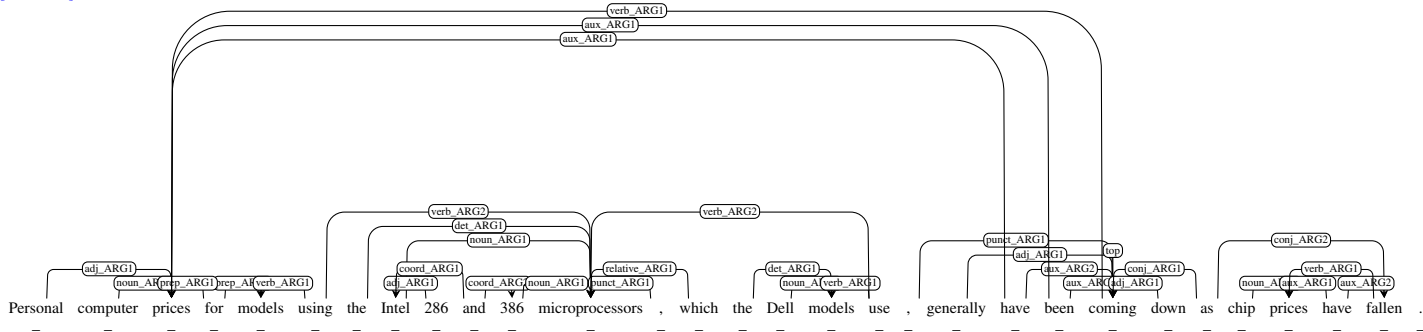 verb_ARG1
aux_ARG1
aux_ARG1
verb_ARG2 verb_ARG2
det_ARG1
noun_ARG1 punct_ARG1 conj_ARG2
adj_ARG1 top
adj_ARG1 coord_ARG1 relative_ARG1 det_ARG1 aux_ARG2 conj_ARG1 verb_ARG1
prep_ARG1 verb_ARG1 adj_ARG1 noun_ARG1 punct_ARG1 verb_ARG1 adj_ARG1 aux_ARG1 aux_ARG2
Personal computer prices for models using the Intel 286 and 386 microprocessors , which the Dell models use , generally have been coming down as chip prices have fallen .